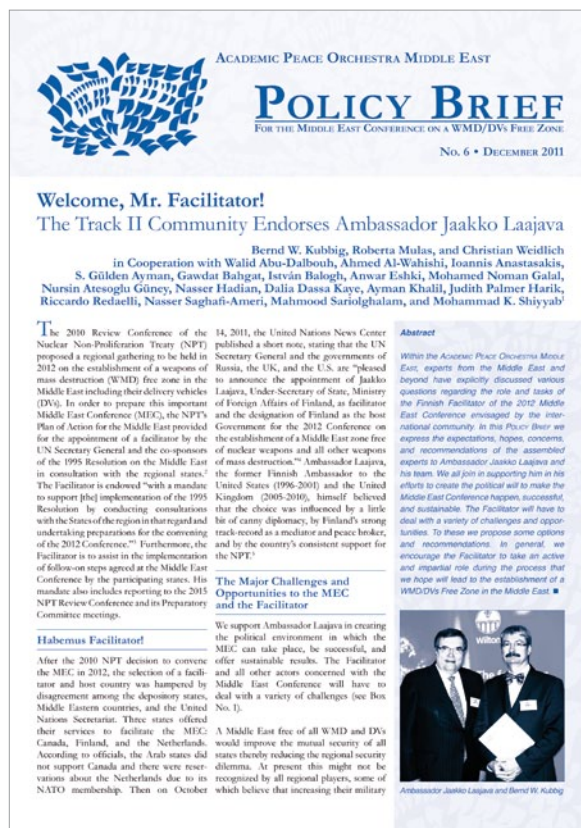 ACADEMIC PEACE ORCHESTRA MIDDLE EAST
POLICY BRIEF
FOR THE MIDDLE EAST CONFERENCE ON A WMD/DVS FREE ZONE
NO. 6 • DECEMBER 2011
Welcome, Mr. Facilitator!
The Track II Community Endorses Ambassador Jaakko Laajava
Bernd W. Kubbig, Roberta Mulas, and Christian Weidlich
in Cooperation with Walid Abu-Dalbouh, Ahmed Al-Wahishi, Ioannis Anastasakis,
S. Gülden Ayman, Gawdat Bahgat, István Balogh, Anwar Eshki, Mohamed Noman Galal,
Nursin Atesoglu Güney, Nasser Hadian, Dalia Dassa Kaye, Ayman Khalil, Judith Palmer Harik,
Riccardo Redaelli, Nasser Saghafi-Ameri, Mahmood Sariolghalam, and Mohammad K. Shiyyab¹
The 2010 Review Conference of the
Nuclear Non-Proliferation Treaty (NPT)
proposed a regional gathering to be held in
2012 on the establishment of a weapons of
mass destruction (WMD) free zone in the
Middle East including their delivery vehicles
(DVs). In order to prepare this important
Middle East Conference (MEC), the NPT's
Plan of Action for the Middle East provided
for the appointment of a facilitator by the
UN Secretary General and the co-sponsors
of the 1995 Resolution on the Middle East
in consultation with the regional states.²
The Facilitator is endowed "with a mandate
to support [the] implementation of the 1995
Resolution by conducting consultations
with the States of the region in that regard and
undertaking preparations for the convening
of the 2012 Conference."³ Furthermore, the
Facilitator is to assist in the implementation
of follow-on steps agreed at the Middle East
Conference by the participating states. His
mandate also includes reporting to the 2015
NPT Review Conference and its Preparatory
Committee meetings.
Habemus Facilitator!
After the 2010 NPT decision to convene
the MEC in 2012, the selection of a facili-
tator and host country was hampered by
disagreement among the depository states,
Middle Eastern countries, and the United
Nations Secretariat. Three states offered
their services to facilitate the MEC:
Canada, Finland, and the Netherlands.
According to officials, the Arab states did
not support Canada and there were reser-
vations about the Netherlands due to its
NATO membership. Then on October
14, 2011, the United Nations News Center
published a short note, stating that the UN
Secretary General and the governments of
Russia, the UK, and the U.S. are "pleased
to announce the appointment of Jaakko
Laajava, Under-Secretary of State, Ministry
of Foreign Affairs of Finland, as facilitator
and the designation of Finland as the host
Government for the 2012 Conference on
the establishment of a Middle East zone free
of nuclear weapons and all other weapons
of mass destruction."⁴ Ambassador Laajava,
the former Finnish Ambassador to the
United States (1996-2001) and the United
Kingdom (2005-2010), himself believed
that the choice was influenced by a little
bit of canny diplomacy, by Finland's strong
track-record as a mediator and peace broker,
and by the country's consistent support for
the NPT.⁵
The Major Challenges and
Opportunities to the MEC
and the Facilitator
We support Ambassador Laajava in creating
the political environment in which the
MEC can take place, be successful, and
offer sustainable results. The Facilitator
and all other actors concerned with the
Middle East Conference will have to
deal with a variety of challenges (see Box
No. 1).
A Middle East free of all WMD and DVs
would improve the mutual security of all
states thereby reducing the regional security
dilemma. At present this might not be
recognized by all regional players, some of
which believe that increasing their military
Abstract
Within the ACADEMIC PEACE ORCHESTRA MIDDLE
EAST, experts from the Middle East and
beyond have explicitly discussed various
questions regarding the role and tasks
of the Finnish Facilitator of the 2012 Middle
East Conference envisaged by the inter-
national community. In this POLICY BRIEF we
express the expectations, hopes, concerns,
and recommendations of the assembled
experts to Ambassador Jaakko Laajava and
his team. We all join in supporting him in his
efforts to create the political will to make the
Middle East Conference happen, successful,
and sustainable. The Facilitator will have to
deal with a variety of challenges and oppor-
tunities. To these we propose some options
and recommendations. In general, we
encourage the Facilitator to take an active
and impartial role during the process that
we hope will lead to the establishment of a
WMD/DVs Free Zone in the Middle East. ■
wilton
Ambassador Jaakko Laajava and Bernd W. Kubbig